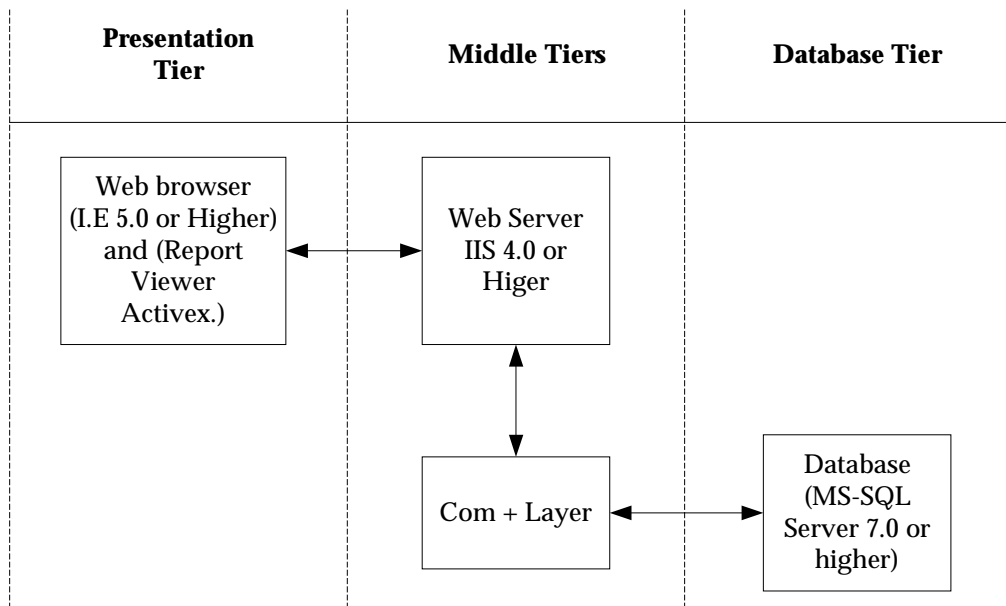 Presentation
Tier
Middle Tiers
Database Tier
Web browser
(I.E 5.0 or Higher)
and (Report
Viewer
Activex.)
Web Server
IIS 4.0 or
Higer
Com + Layer
Database
(MS-SQL
Server 7.0 or
higher)